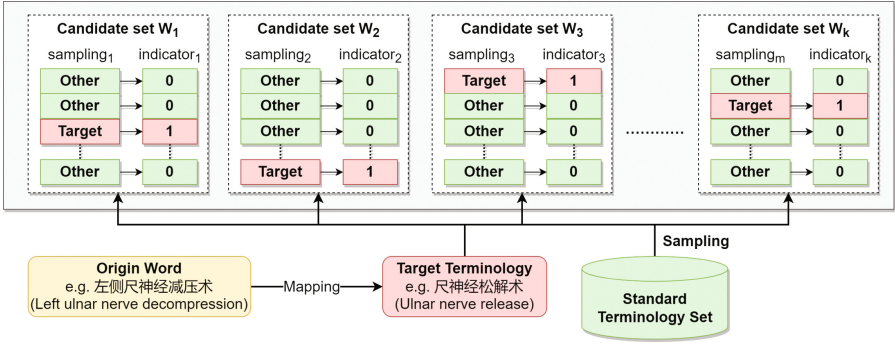 Candidate set W1
sampling1 indicator1
Other 0
Other 0
Target 1
Other 0
Candidate set W2
sampling2 indicator2
Other 0
Other 0
Other 0
Target 1
Candidate set W3
sampling3 indicator3
Target 1
Other 0
Other 0
Other 0
Candidate set Wk
samplingm indicatork
Other 0
Target 1
Other 0
Other 0
Sampling
Origin Word
e.g. 左侧尺神经减压术
(Left ulnar nerve decompression)
Mapping
Target Terminology
e.g. 尺神经松解术
(Ulnar nerve release)
Standard
Terminology Set